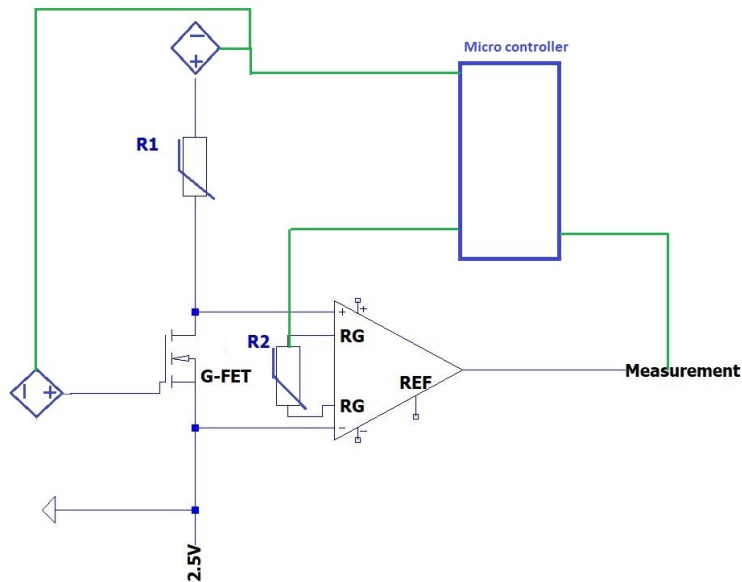 Micro controller
R1
+
RG
R2
G-FET
REF
Measurement
RG
2.5V